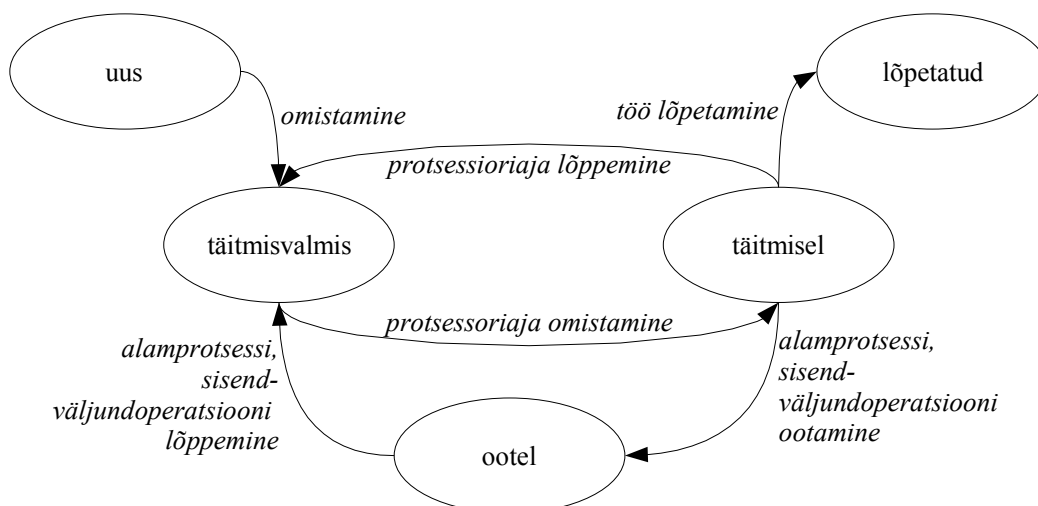 uus
lõpetatud
omistamine
töö lõpetamine
protsessioriaja lõppemine
täitmisvalmis
täitmisel
protsessoriaja omistamine
alamprotsessi,
sisend-
väljundoperatsiooni
lõppemine
alamprotsessi,
sisend-
väljundoperatsiooni
ootamine
ootel